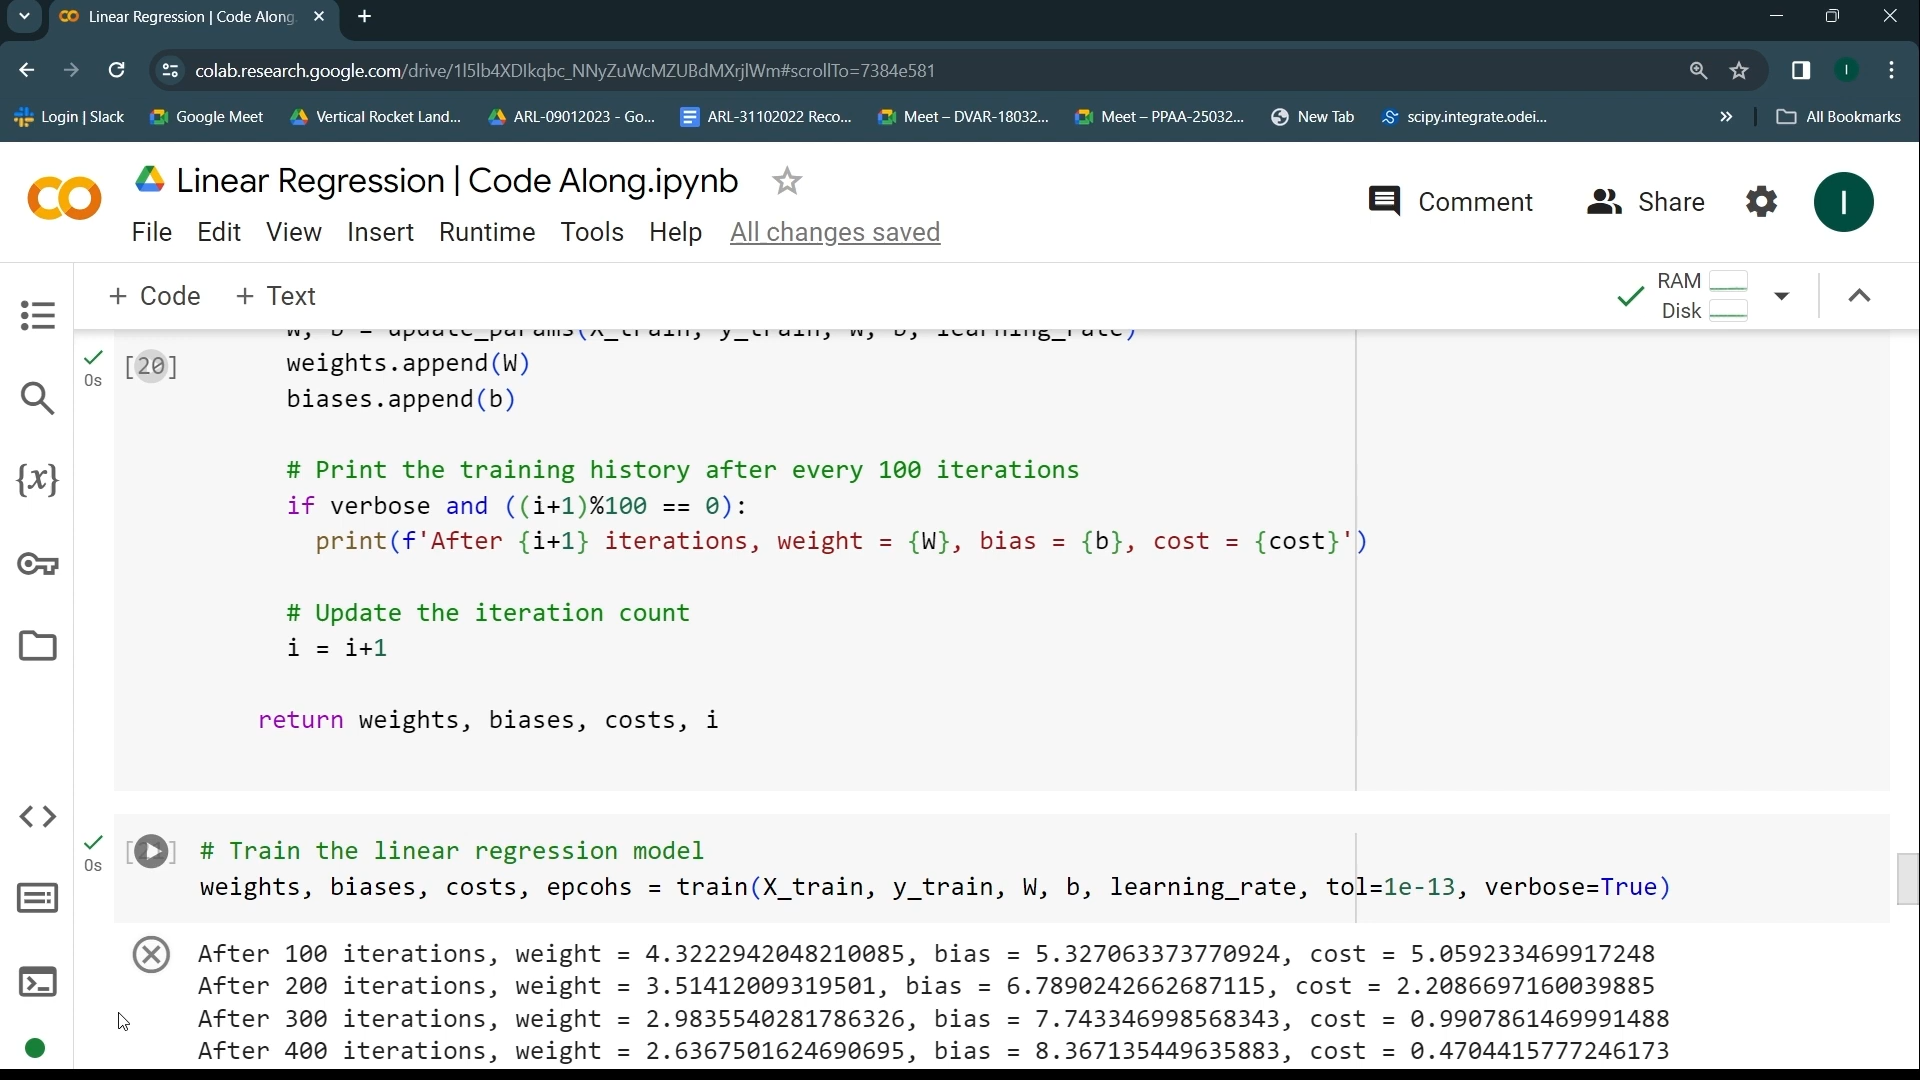 Linear Regression | Code Along.
colab.research.google.com/drive/1l5lb4XDlkqbc_NNyZuWcMZUBdMXrjlWm#scrollTo=7384e581
Login | Slack
Google Meet
Vertical Rocket Land...
ARL-09012023 - Go...
ARL-31102022 Reco...
Meet – DVAR-18032...
Meet – PPAA-25032...
New Tab
scipy.integrate.odei...
»
All Bookmarks
Linear Regression | Code Along.ipynb
Comment
Share
I
File Edit View Insert Runtime Tools Help All changes saved
+ Code + Text
RAM
Disk
W, b = update_params(X_train, y_train, W, b, learning_rate)
[20]
0s
weights.append(W)
biases.append(b)
# Print the training history after every 100 iterations
if verbose and ((i+1)%100 == 0):
print(f'After {i+1} iterations, weight = {W}, bias = {b}, cost = {cost}')
# Update the iteration count
i = i+1
return weights, biases, costs, i
0s
# Train the linear regression model
weights, biases, costs, epcohs = train(X_train, y_train, W, b, learning_rate, tol=1e-13, verbose=True)
After 100 iterations, weight = 4.3222942048210085, bias = 5.327063373770924, cost = 5.059233469917248
After 200 iterations, weight = 3.51412009319501, bias = 6.7890242662687115, cost = 2.2086697160039885
After 300 iterations, weight = 2.9835540281786326, bias = 7.743346998568343, cost = 0.9907861469991488
After 400 iterations, weight = 2.6367501624690695, bias = 8.367135449635883, cost = 0.4704415777246173